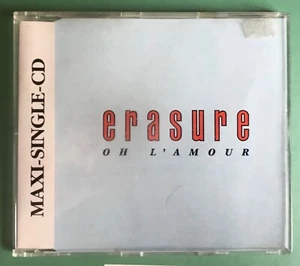 MAXI-SINGLE-CD
erasure
OH L'AMOUR